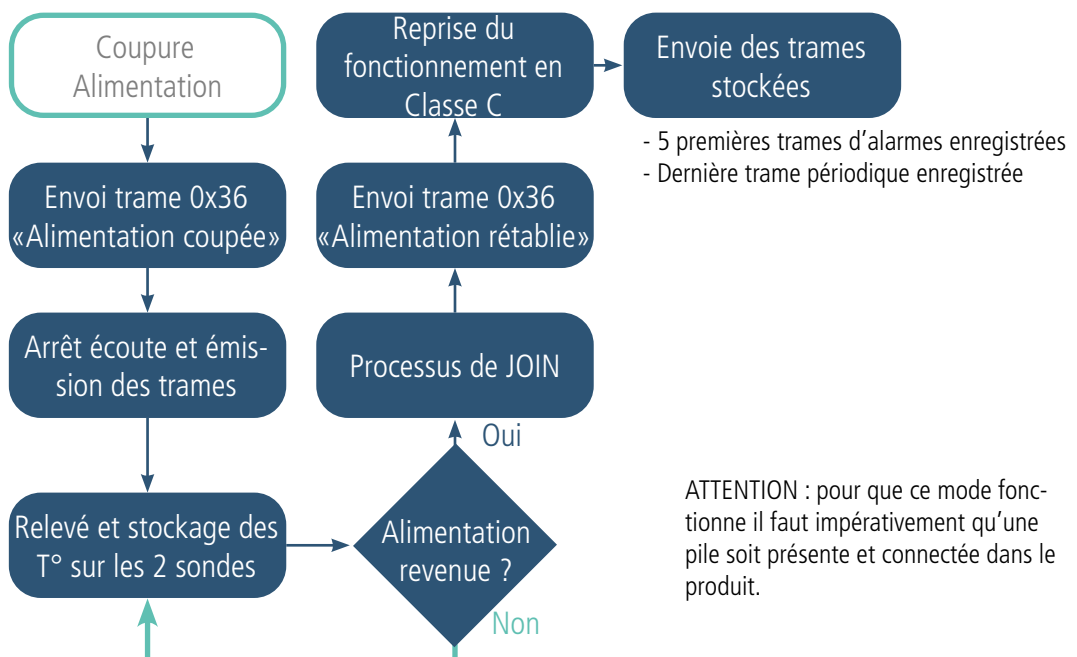 Coupure
Alimentation
Envoi trame 0x36
«Alimentation coupée»
Arrêt écoute et émis-
sion des trames
Relevé et stockage des
T° sur les 2 sondes
Alimentation
revenue ?
Oui
Non
Processus de JOIN
Envoi trame 0x36
«Alimentation rétablie»
Reprise du
fonctionnement en
Classe C
Envoie des trames
stockées
- 5 premières trames d’alarmes enregistrées
- Dernière trame périodique enregistrée
ATTENTION : pour que ce mode fonc-
tionne il faut impérativement qu’une
pile soit présente et connectée dans le
produit.